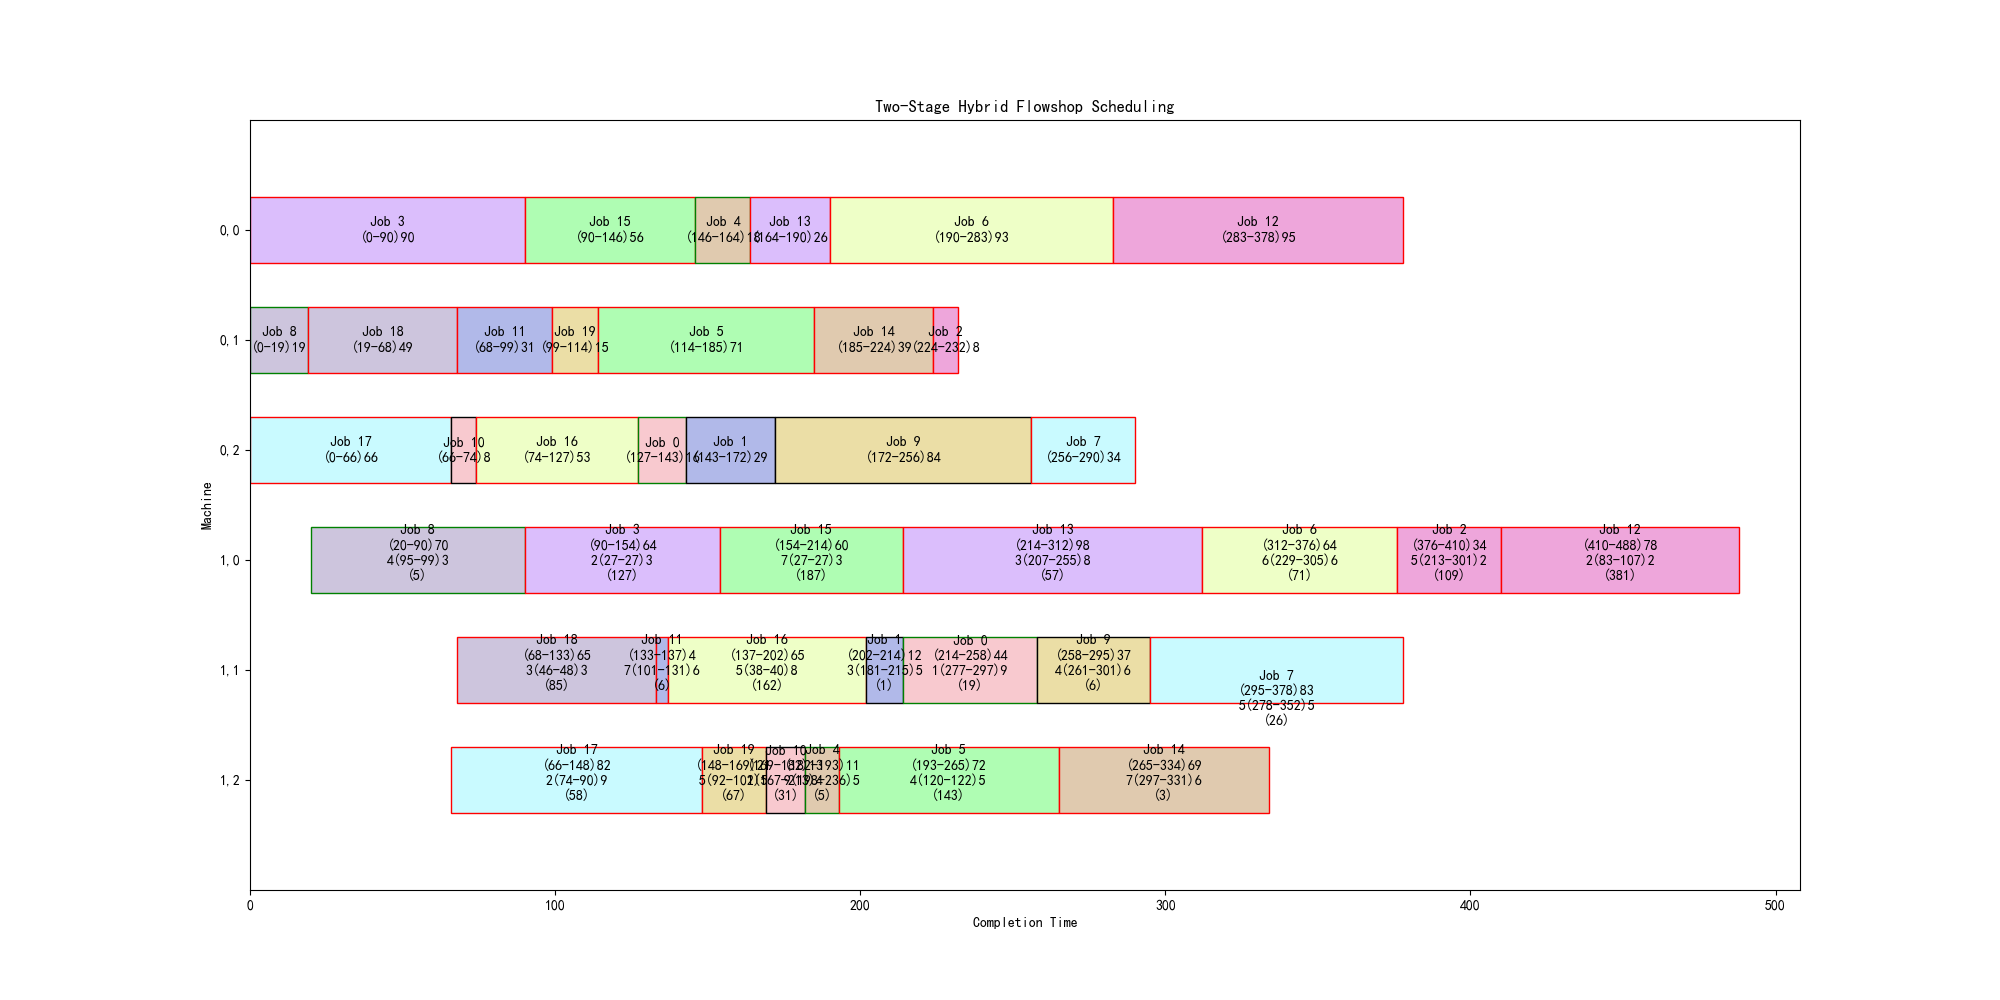 Two-Stage Hybrid Flowshop Scheduling
0,0
Job 3
(0-90)90
Job 15
(90-146)56
Job 4
(146-164)18
Job 13
(164-190)26
Job 6
(190-283)93
Job 12
(283-378)95
0,1
Job 8
(0-19)19
Job 18
(19-68)49
Job 11
(68-99)31
Job 19
(99-114)15
Job 5
(114-185)71
Job 14
(185-224)39
Job 2
(224-232)8
0,2
Job 17
(0-66)66
Job 10
(66-74)8
Job 16
(74-127)53
Job 0
(127-143)16
Job 1
(143-172)29
Job 9
(172-256)84
Job 7
(256-290)34
Machine
1,0
Job 8
(20-90)70
4(95-99)3
(5)
Job 3
(90-154)64
2(27-27)3
(127)
Job 15
(154-214)60
7(27-27)3
(187)
Job 13
(214-312)98
3(207-255)8
(57)
Job 6
(312-376)64
6(229-305)6
(71)
Job 2
(376-410)34
5(213-301)2
(109)
Job 12
(410-488)78
2(83-107)2
(381)
1,1
Job 18
(68-133)65
3(46-48)3
(85)
Job 11
(133-137)4
7(101-131)6
(6)
Job 16
(137-202)65
5(38-40)8
(162)
Job 1
(202-214)12
3(181-215)5
(1)
Job 0
(214-258)44
1(277-297)9
(19)
Job 9
(258-295)37
4(261-301)6
(6)
Job 7
(295-378)83
5(278-352)5
(26)
1,2
Job 17
(66-148)82
2(74-90)9
(58)
Job 19
(148-169)21
(67)
Job 10
(169-182)13
(31)
Job 4
(182-193)11
(5)
Job 5
(193-265)72
4(120-122)5
(143)
Job 14
(265-334)69
7(297-331)6
(3)
0
100
200
300
400
500
Completion Time